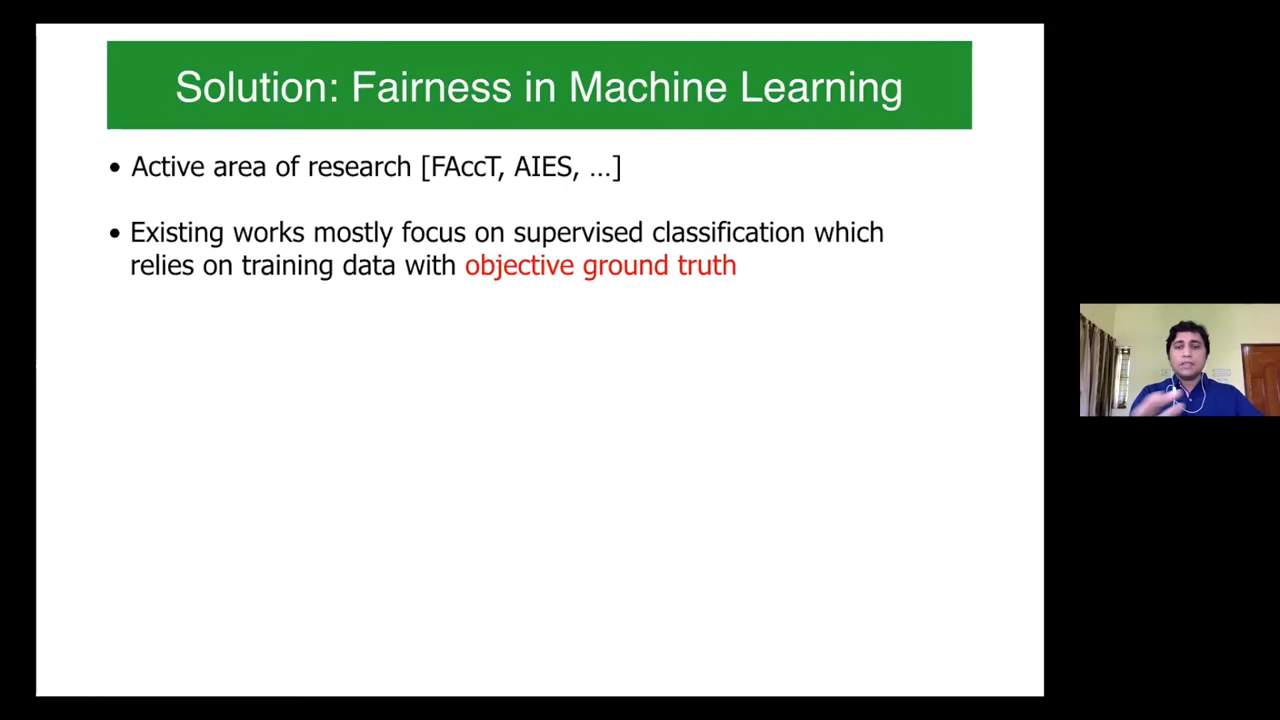 Solution: Fairness in Machine Learning
• Active area of research [FAccT, AIES, ...]
• Existing works mostly focus on supervised classification which
relies on training data with objective ground truth